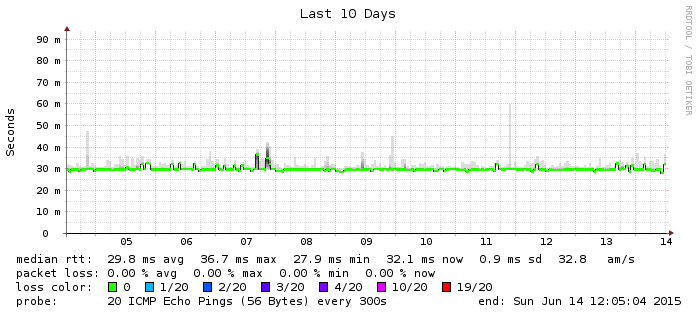 Last 10 Days
RRDTOOL / TOBI OETIKER
Seconds
90 m
80 m
70 m
60 m
50 m
40 m
30 m
20 m
10 m
0
05 06 07 08 09 10 11 12 13 14
median rtt: 29.8 ms avg 36.7 ms max 27.9 ms min 32.1 ms now 0.9 ms sd 32.8 am/s
packet loss: 0.00 % avg 0.00 % max 0.00 % min 0.00 % now
loss color: 0 1/20 2/20 3/20 4/20 10/20 19/20
probe: 20 ICMP Echo Pings (56 Bytes) every 300s end: Sun Jun 14 12:05:04 2015